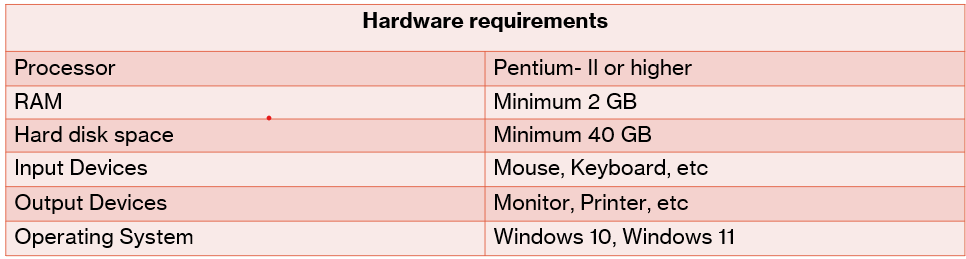 Hardware requirements
Processor Pentium- II or higher
RAM Minimum 2 GB
Hard disk space Minimum 40 GB
Input Devices Mouse, Keyboard, etc
Output Devices Monitor, Printer, etc
Operating System Windows 10, Windows 11